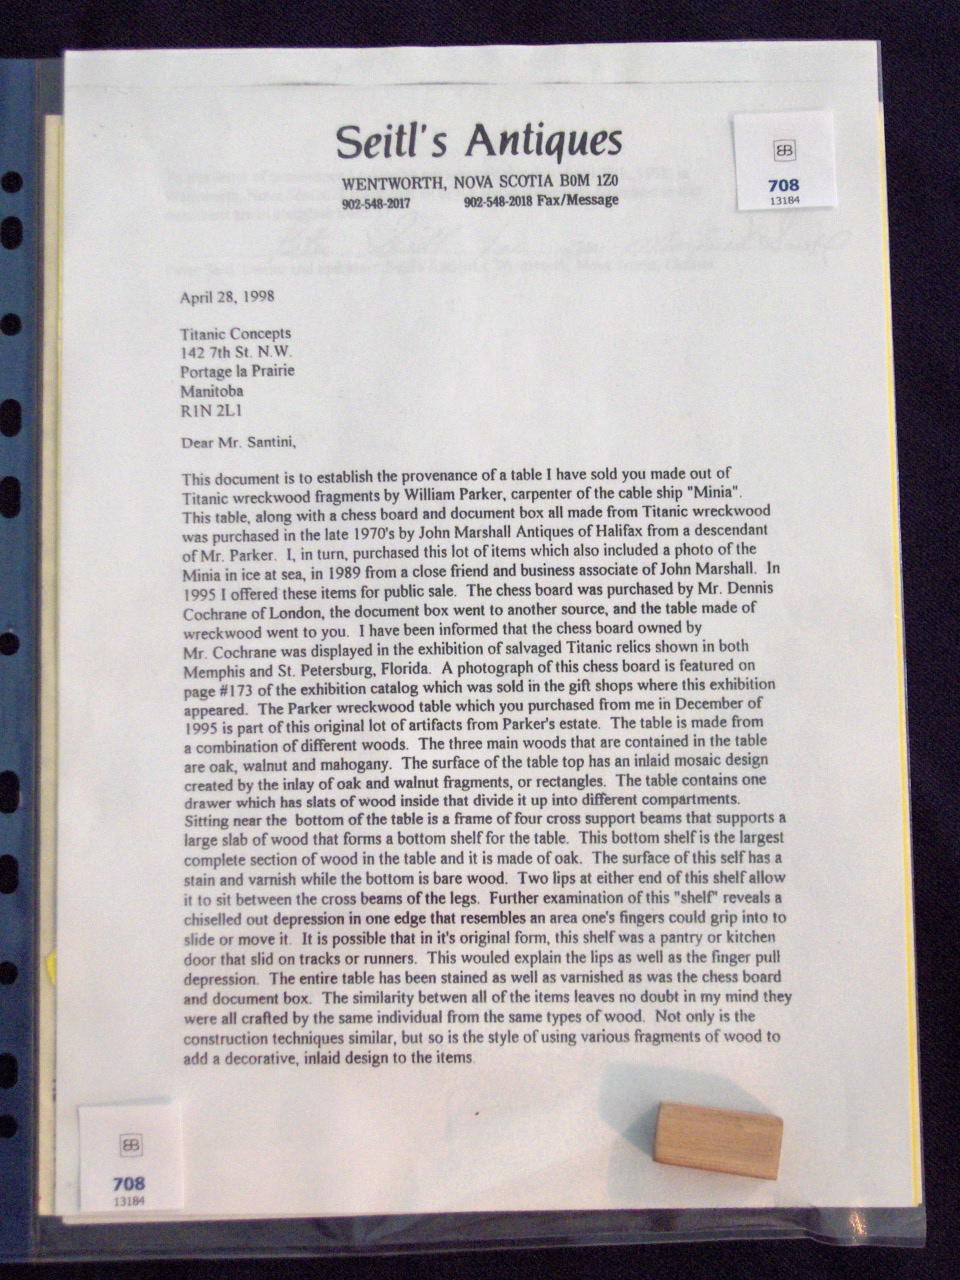 Seitl's Antiques
WENTWORTH, NOVA SCOTIA B0M 1Z0
902-548-2017 902-548-2018 Fax/Message
EB
708
13184
April 28, 1998
Titanic Concepts
142 7th St. N.W.
Portage la Prairie
Manitoba
R1N 2L1
Dear Mr. Santini,
This document is to establish the provenance of a table I have sold you made out of
Titanic wreckwood fragments by William Parker, carpenter of the cable ship "Minia".
This table, along with a chess board and document box all made from Titanic wreckwood
was purchased in the late 1970's by John Marshall Antiques of Halifax from a descendant
of Mr. Parker. I, in turn, purchased this lot of items which also included a photo of the
Minia in ice at sea, in 1989 from a close friend and business associate of John Marshall. In
1995 I offered these items for public sale. The chess board was purchased by Mr. Dennis
Cochrane of London, the document box went to another source, and the table made of
wreckwood went to you. I have been informed that the chess board owned by
Mr. Cochrane was displayed in the exhibition of salvaged Titanic relics shown in both
Memphis and St. Petersburg, Florida. A photograph of this chess board is featured on
page #173 of the exhibition catalog which was sold in the gift shops where this exhibition
appeared. The Parker wreckwood table which you purchased from me in December of
1995 is part of this original lot of artifacts from Parker's estate. The table is made from
a combination of different woods. The three main woods that are contained in the table
are oak, walnut and mahogany. The surface of the table top has an inlaid mosaic design
created by the inlay of oak and walnut fragments, or rectangles. The table contains one
drawer which has slats of wood inside that divide it up into different compartments.
Sitting near the bottom of the table is a frame of four cross support beams that supports a
large slab of wood that forms a bottom shelf for the table. This bottom shelf is the largest
complete section of wood in the table and it is made of oak. The surface of this self has a
stain and varnish while the bottom is bare wood. Two lips at either end of this shelf allow
it to sit between the cross beams of the legs. Further examination of this "shelf" reveals a
chiselled out depression in one edge that resembles an area one's fingers could grip into to
slide or move it. It is possible that in it's original form, this shelf was a pantry or kitchen
door that slid on tracks or runners. This wouled explain the lips as well as the finger pull
depression. The entire table has been stained as well as varnished as was the chess board
and document box. The similarity betwen all of the items leaves no doubt in my mind they
were all crafted by the same individual from the same types of wood. Not only is the
construction techniques similar, but so is the style of using various fragments of wood to
add a decorative, inlaid design to the items.
EB
708
13184